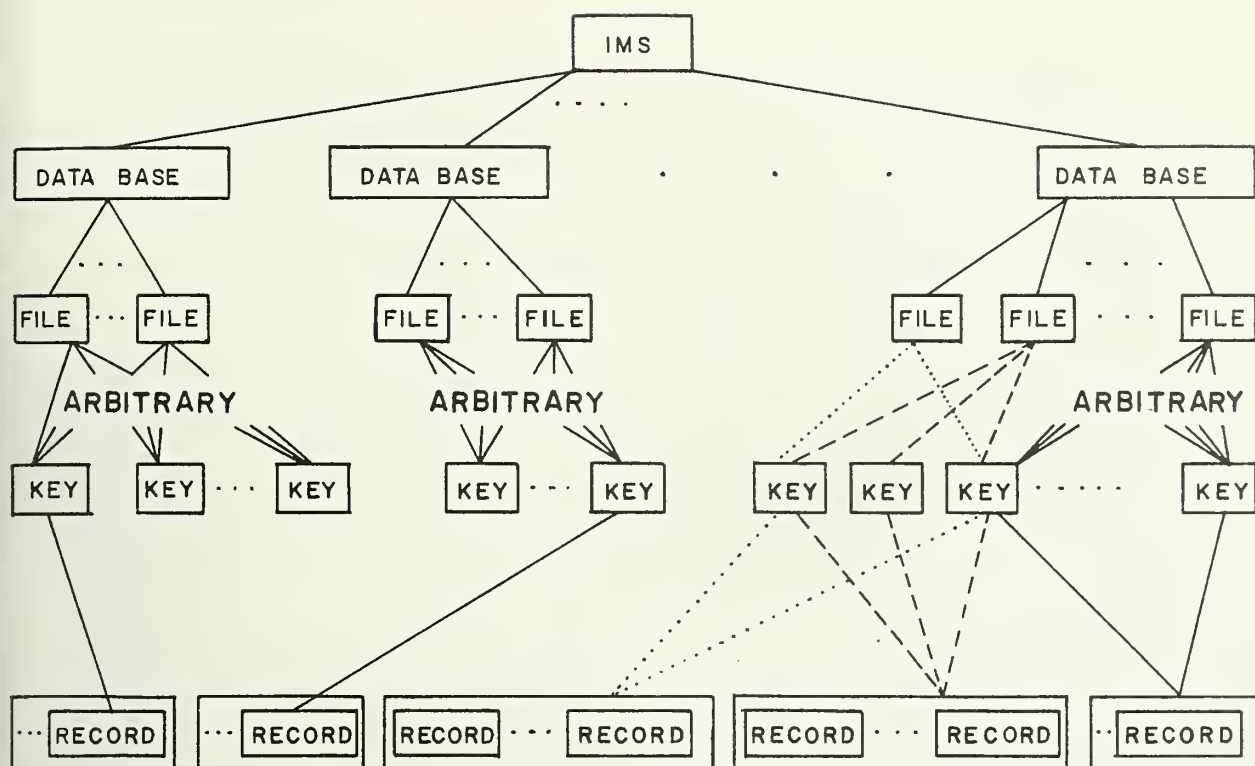 IMS
DATA BASE DATA BASE DATA BASE
FILE ... FILE FILE ... FILE FILE FILE .... FILE
ARBITRARY ARBITRARY ARBITRARY
KEY KEY ... KEY KEY ... KEY KEY KEY KEY ..... KEY
... RECORD ... RECORD RECORD .... RECORD RECORD ... RECORD .. RECORD